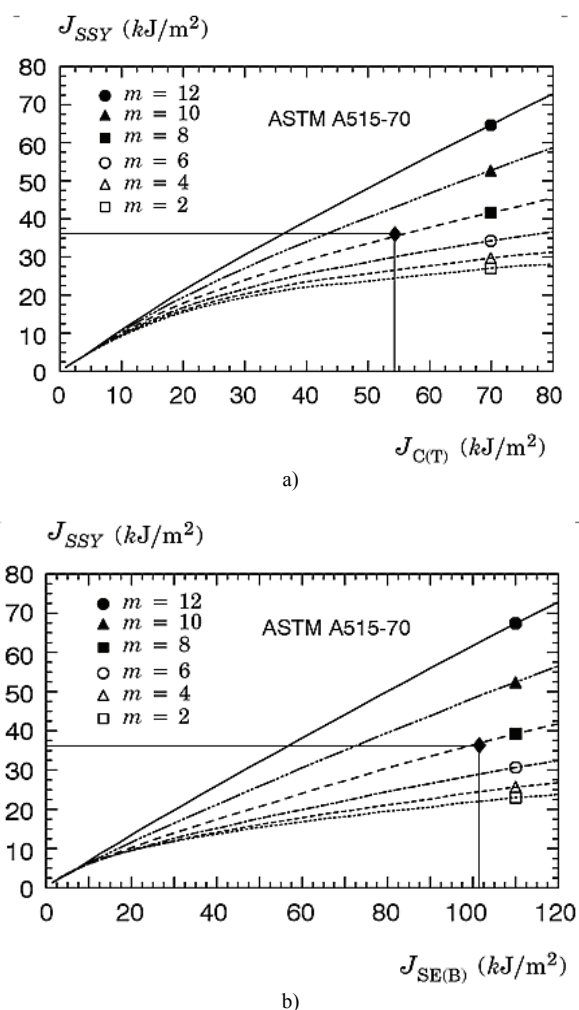 J_SSY (kJ/m²)
80
70
60
50
40
30
20
10
0
m = 12
m = 10
m = 8
m = 6
m = 4
m = 2
ASTM A515-70
0 10 20 30 40 50 60 70 80
J_C(T) (kJ/m²)
a)
J_SSY (kJ/m²)
80
70
60
50
40
30
20
10
0
m = 12
m = 10
m = 8
m = 6
m = 4
m = 2
ASTM A515-70
0 20 40 60 80 100 120
J_SE(B) (kJ/m²)
b)